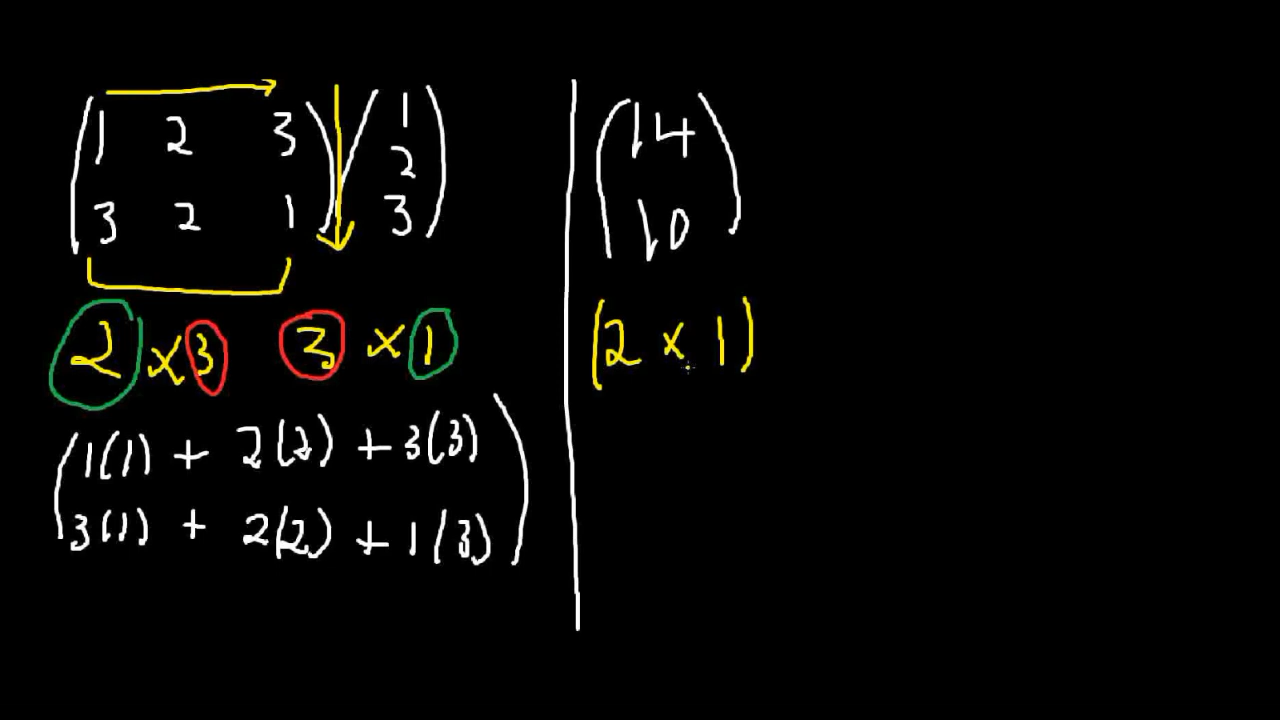 (1 2 3) (1
3 2 1) 2
3)
2 x 3 3 x 1
(1(1) + 2(2) + 3(3)
3(1) + 2(2) + 1(3))
(14
10)
(2 x 1)